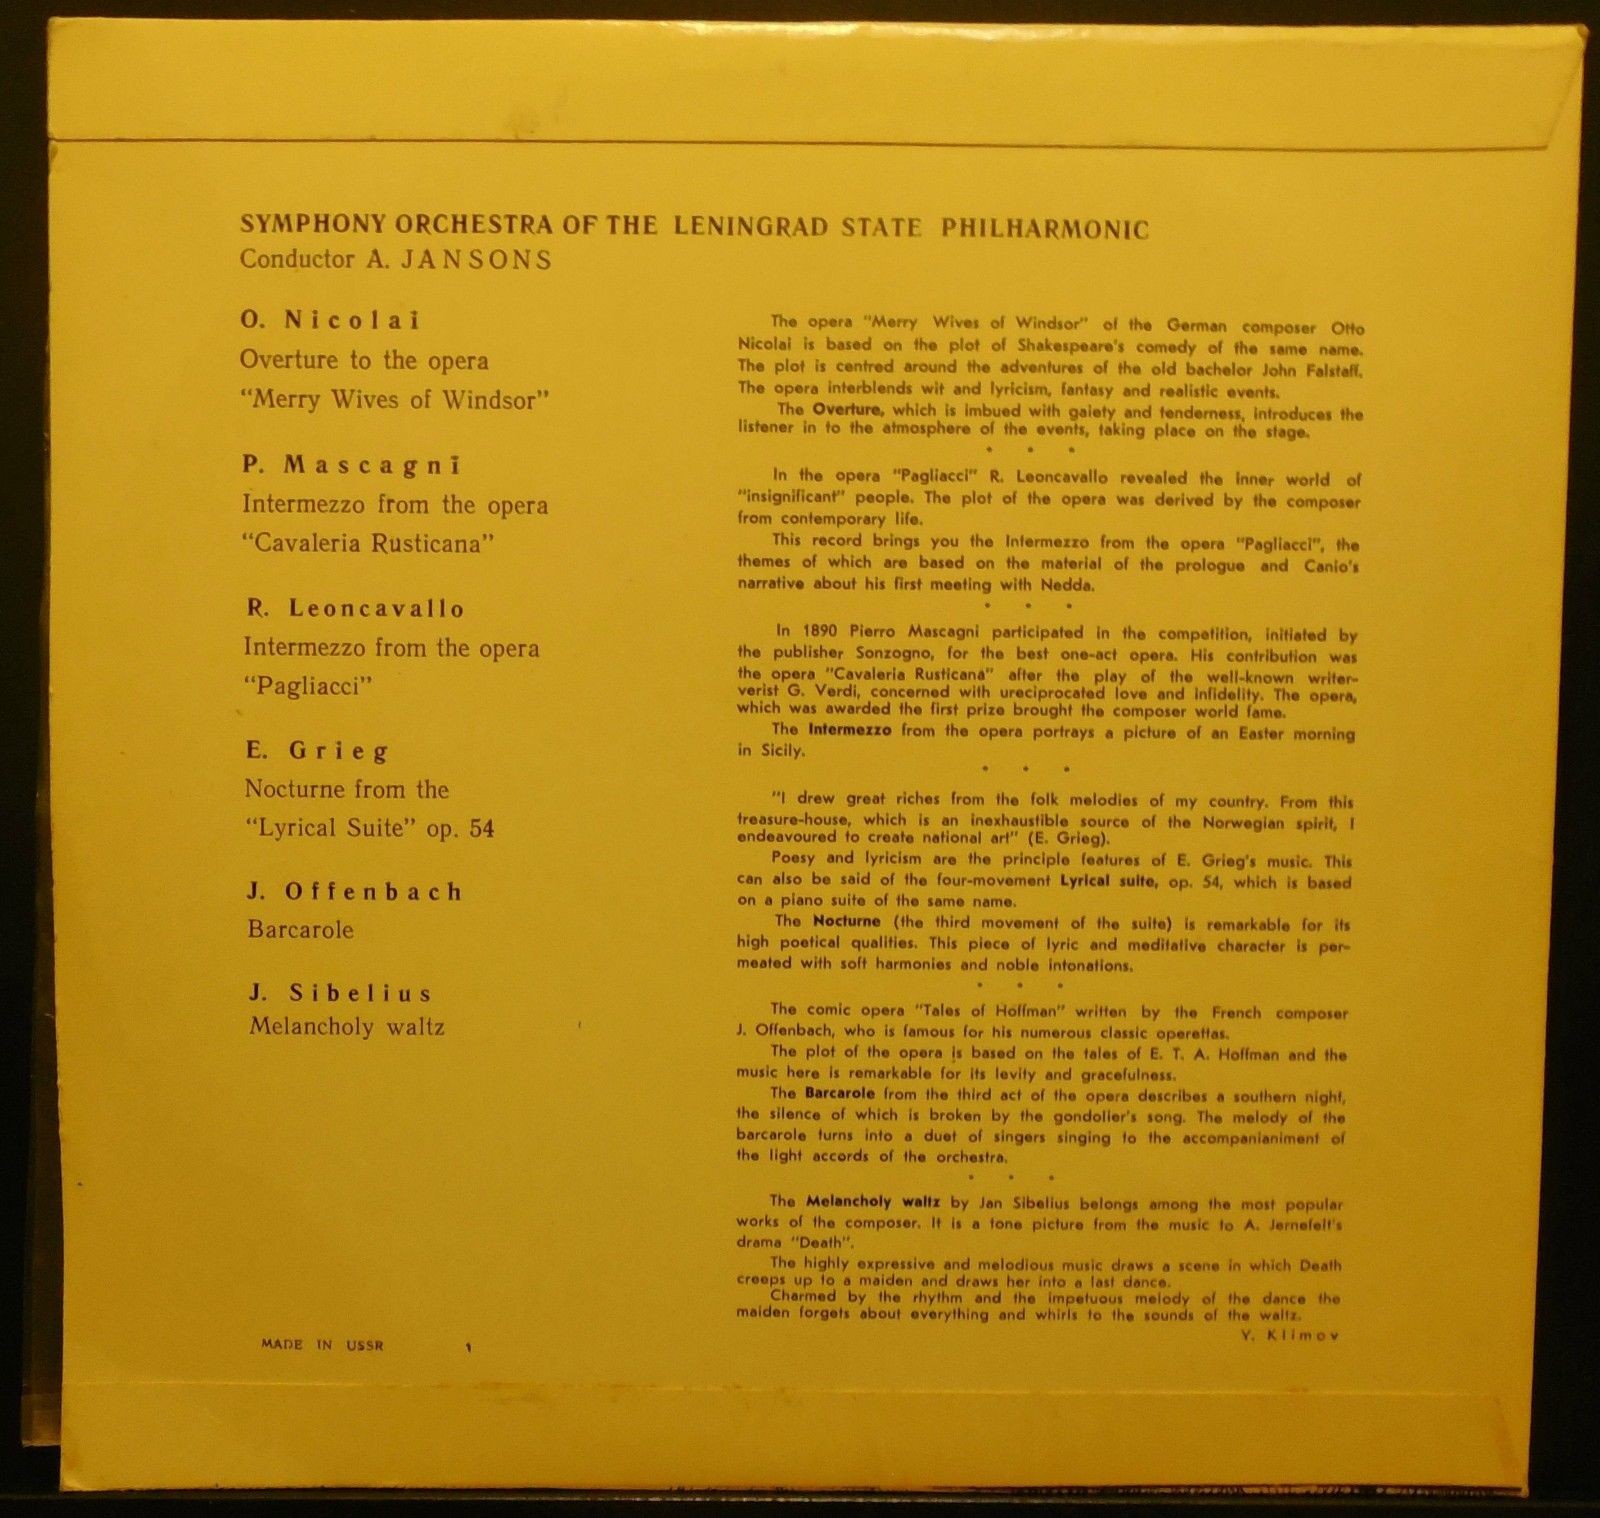 SYMPHONY ORCHESTRA OF THE LENINGRAD STATE PHILHARMONIC
Conductor A. JANSONS
O. Nicolai
Overture to the opera
“Merry Wives of Windsor”
P. Mascagni
Intermezzo from the opera
“Cavaleria Rusticana”
R. Leoncavallo
Intermezzo from the opera
“Pagliacci”
E. Grieg
Nocturne from the
“Lyrical Suite” op. 54
J. Offenbach
Barcarole
J. Sibelius
Melancholy waltz
MADE IN USSR 1
The opera "Merry Wives of Windsor" of the German composer Otto
Nicolai is based on the plot of Shakespeare's comedy of the same name.
The plot is centred around the adventures of the old bachelor John Falstaff.
The opera interblends wit and lyricism, fantasy and realistic events.
The Overture, which is imbued with gaiety and tenderness, introduces the
listener in to the atmosphere of the events, taking place on the stage.
* * *
In the opera "Pagliacci" R. Leoncavallo revealed the inner world of
"insignificant" people. The plot of the opera was derived by the composer
from contemporary life.
This record brings you the Intermezzo from the opera "Pagliacci", the
themes of which are based on the material of the prologue and Canio's
narrative about his first meeting with Nedda.
* * *
In 1890 Pierro Mascagni participated in the competition, initiated by
the publisher Sonzogno, for the best one-act opera. His contribution was
the opera "Cavaleria Rusticana" after the play of the well-known writer-
verist G. Verdi, concerned with ureciprocated love and infidelity. The opera,
which was awarded the first prize brought the composer world fame.
The Intermezzo from the opera portrays a picture of an Easter morning
in Sicily.
* * *
"I drew great riches from the folk melodies of my country. From this
treasure-house, which is an inexhaustible source of the Norwegian spirit, I
endeavoured to create national art" (E. Grieg).
Poesy and lyricism are the principle features of E. Grieg's music. This
can also be said of the four-movement Lyrical suite, op. 54, which is based
on a piano suite of the same name.
The Nocturne (the third movement of the suite) is remarkable for its
high poetical qualities. This piece of lyric and meditative character is per-
meated with soft harmonies and noble intonations.
* * *
The comic opera "Tales of Hoffman" written by the French composer
J. Offenbach, who is famous for his numerous classic operettas.
The plot of the opera is based on the tales of E. T. A. Hoffman and the
music here is remarkable for its levity and gracefulness.
The Barcarole from the third act of the opera describes a southern night,
the silence of which is broken by the gondolier's song. The melody of the
barcarole turns into a duet of singers singing to the accompanianiment of
the light accords of the orchestra.
* * *
The Melancholy waltz by Jan Sibelius belongs among the most popular
works of the composer. It is a tone picture from the music to A. Jernefelt's
drama "Death".
The highly expressive and melodious music draws a scene in which Death
creeps up to a maiden and draws her into a last dance.
Charmed by the rhythm and the impetuous melody of the dance the
maiden forgets about everything and whirls to the sounds of the waltz.
Y. Klimov